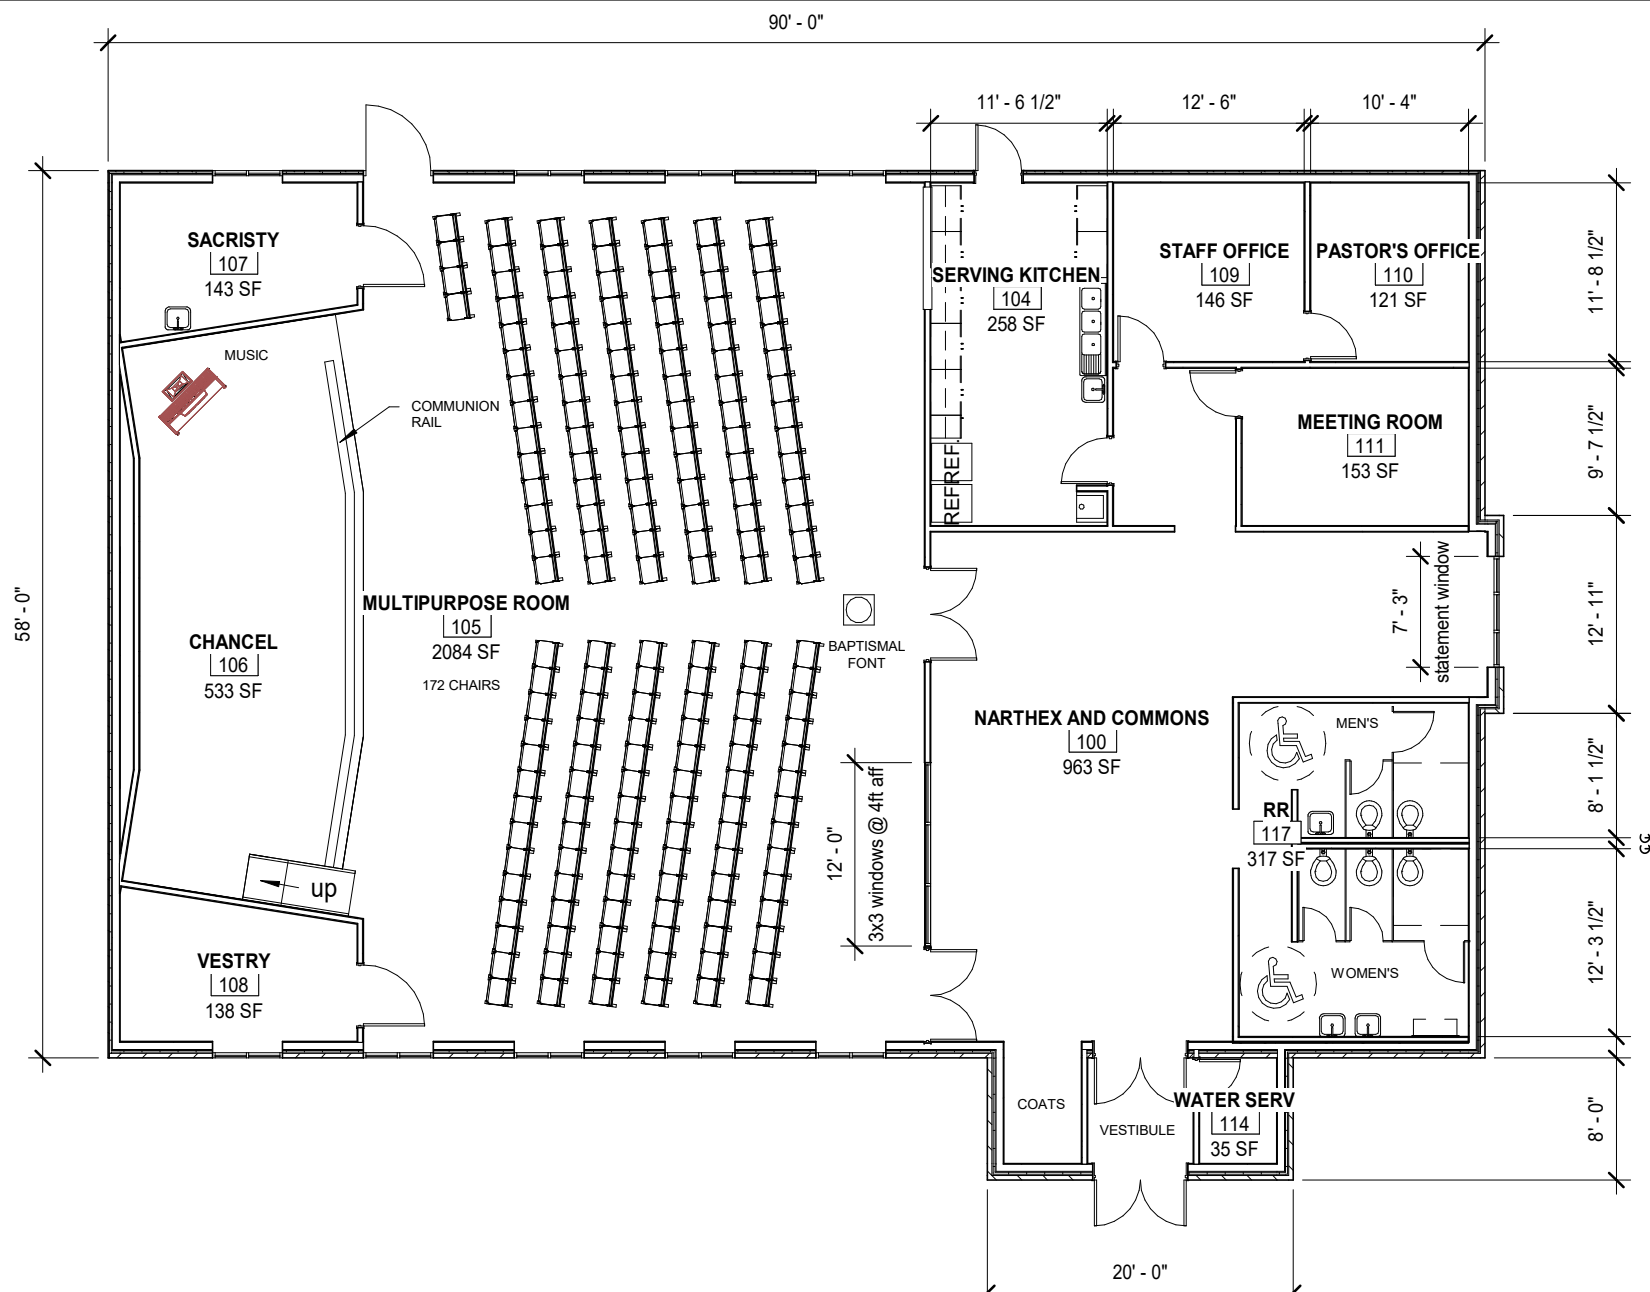 90' - 0"
11' - 6 1/2"
12' - 6"
10' - 4"
58' - 0"
SACRISTY
107
143 SF
MUSIC
COMMUNION
RAIL
SERVING KITCHEN
104
258 SF
REF.
REF.
STAFF OFFICE
109
146 SF
PASTOR'S OFFICE
110
121 SF
11' - 8 1/2"
MEETING ROOM
111
153 SF
9' - 7 1/2"
MULTIPURPOSE ROOM
105
2084 SF
172 CHAIRS
CHANCEL
106
533 SF
BAPTISMAL
FONT
7' - 3"
statement window
12' - 11"
NARTHEX AND COMMONS
100
963 SF
MEN'S
8' - 1 1/2"
RR
117
317 SF
12' - 0"
3x3 windows @ 4ft aff
up
VESTRY
108
138 SF
WOMEN'S
12' - 3 1/2"
COATS
VESTIBULE
WATER SERV
114
35 SF
8' - 0"
20' - 0"